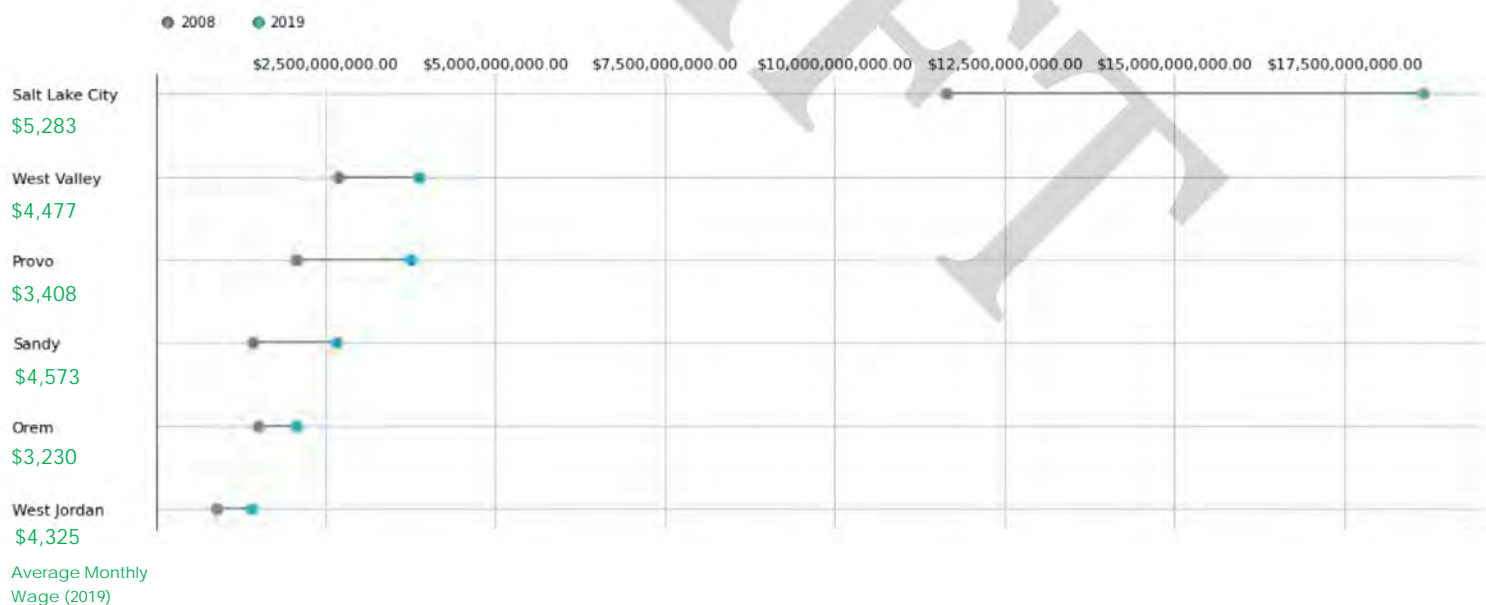 2008 2019
$2,500,000,000.00 $5,000,000,000.00 $7,500,000,000.00 $10,000,000,000.00 $12,500,000,000.00 $15,000,000,000.00 $17,500,000,000.00
Salt Lake City
$5,283
West Valley
$4,477
Provo
$3,408
Sandy
$4,573
Orem
$3,230
West Jordan
$4,325
Average Monthly
Wage (2019)